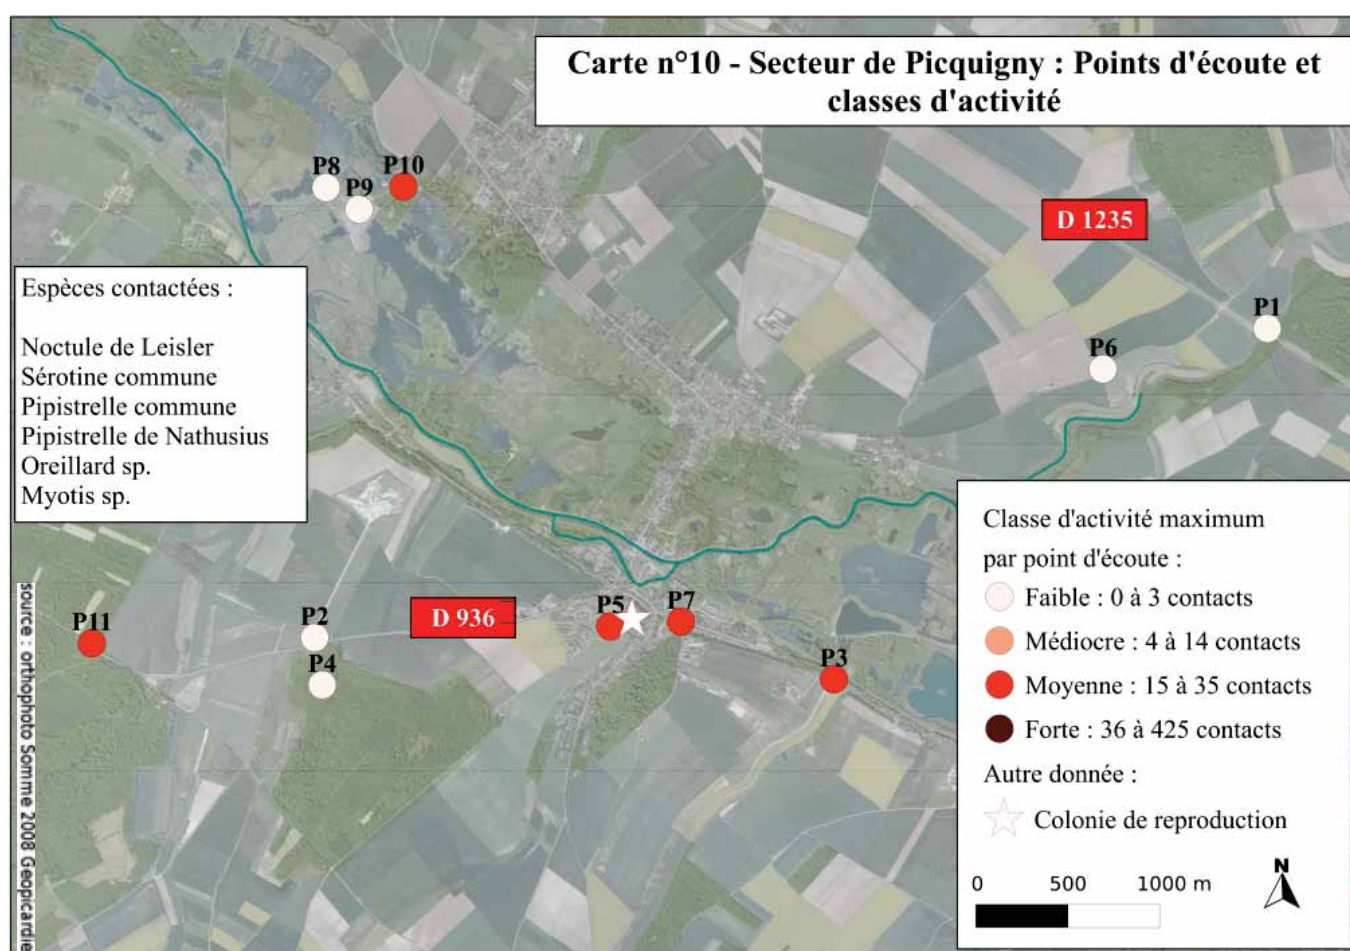 Carte n°10 - Secteur de Picquigny : Points d'écoute et
classes d'activité
P8
P9
P10
D 1235
P1
P6
Espèces contactées :
Noctule de Leisler
Sérotine commune
Pipistrelle commune
Pipistrelle de Nathusius
Oreillard sp.
Myotis sp.
P11
P2
P4
D 936
P5
P7
P3
Classe d'activité maximum
par point d'écoute :
Faible : 0 à 3 contacts
Médiocre : 4 à 14 contacts
Moyenne : 15 à 35 contacts
Forte : 36 à 425 contacts
Autre donnée :
Colonie de reproduction
0 500 1000 m
N
source : orthophoto Somme 2008 Geopicardie